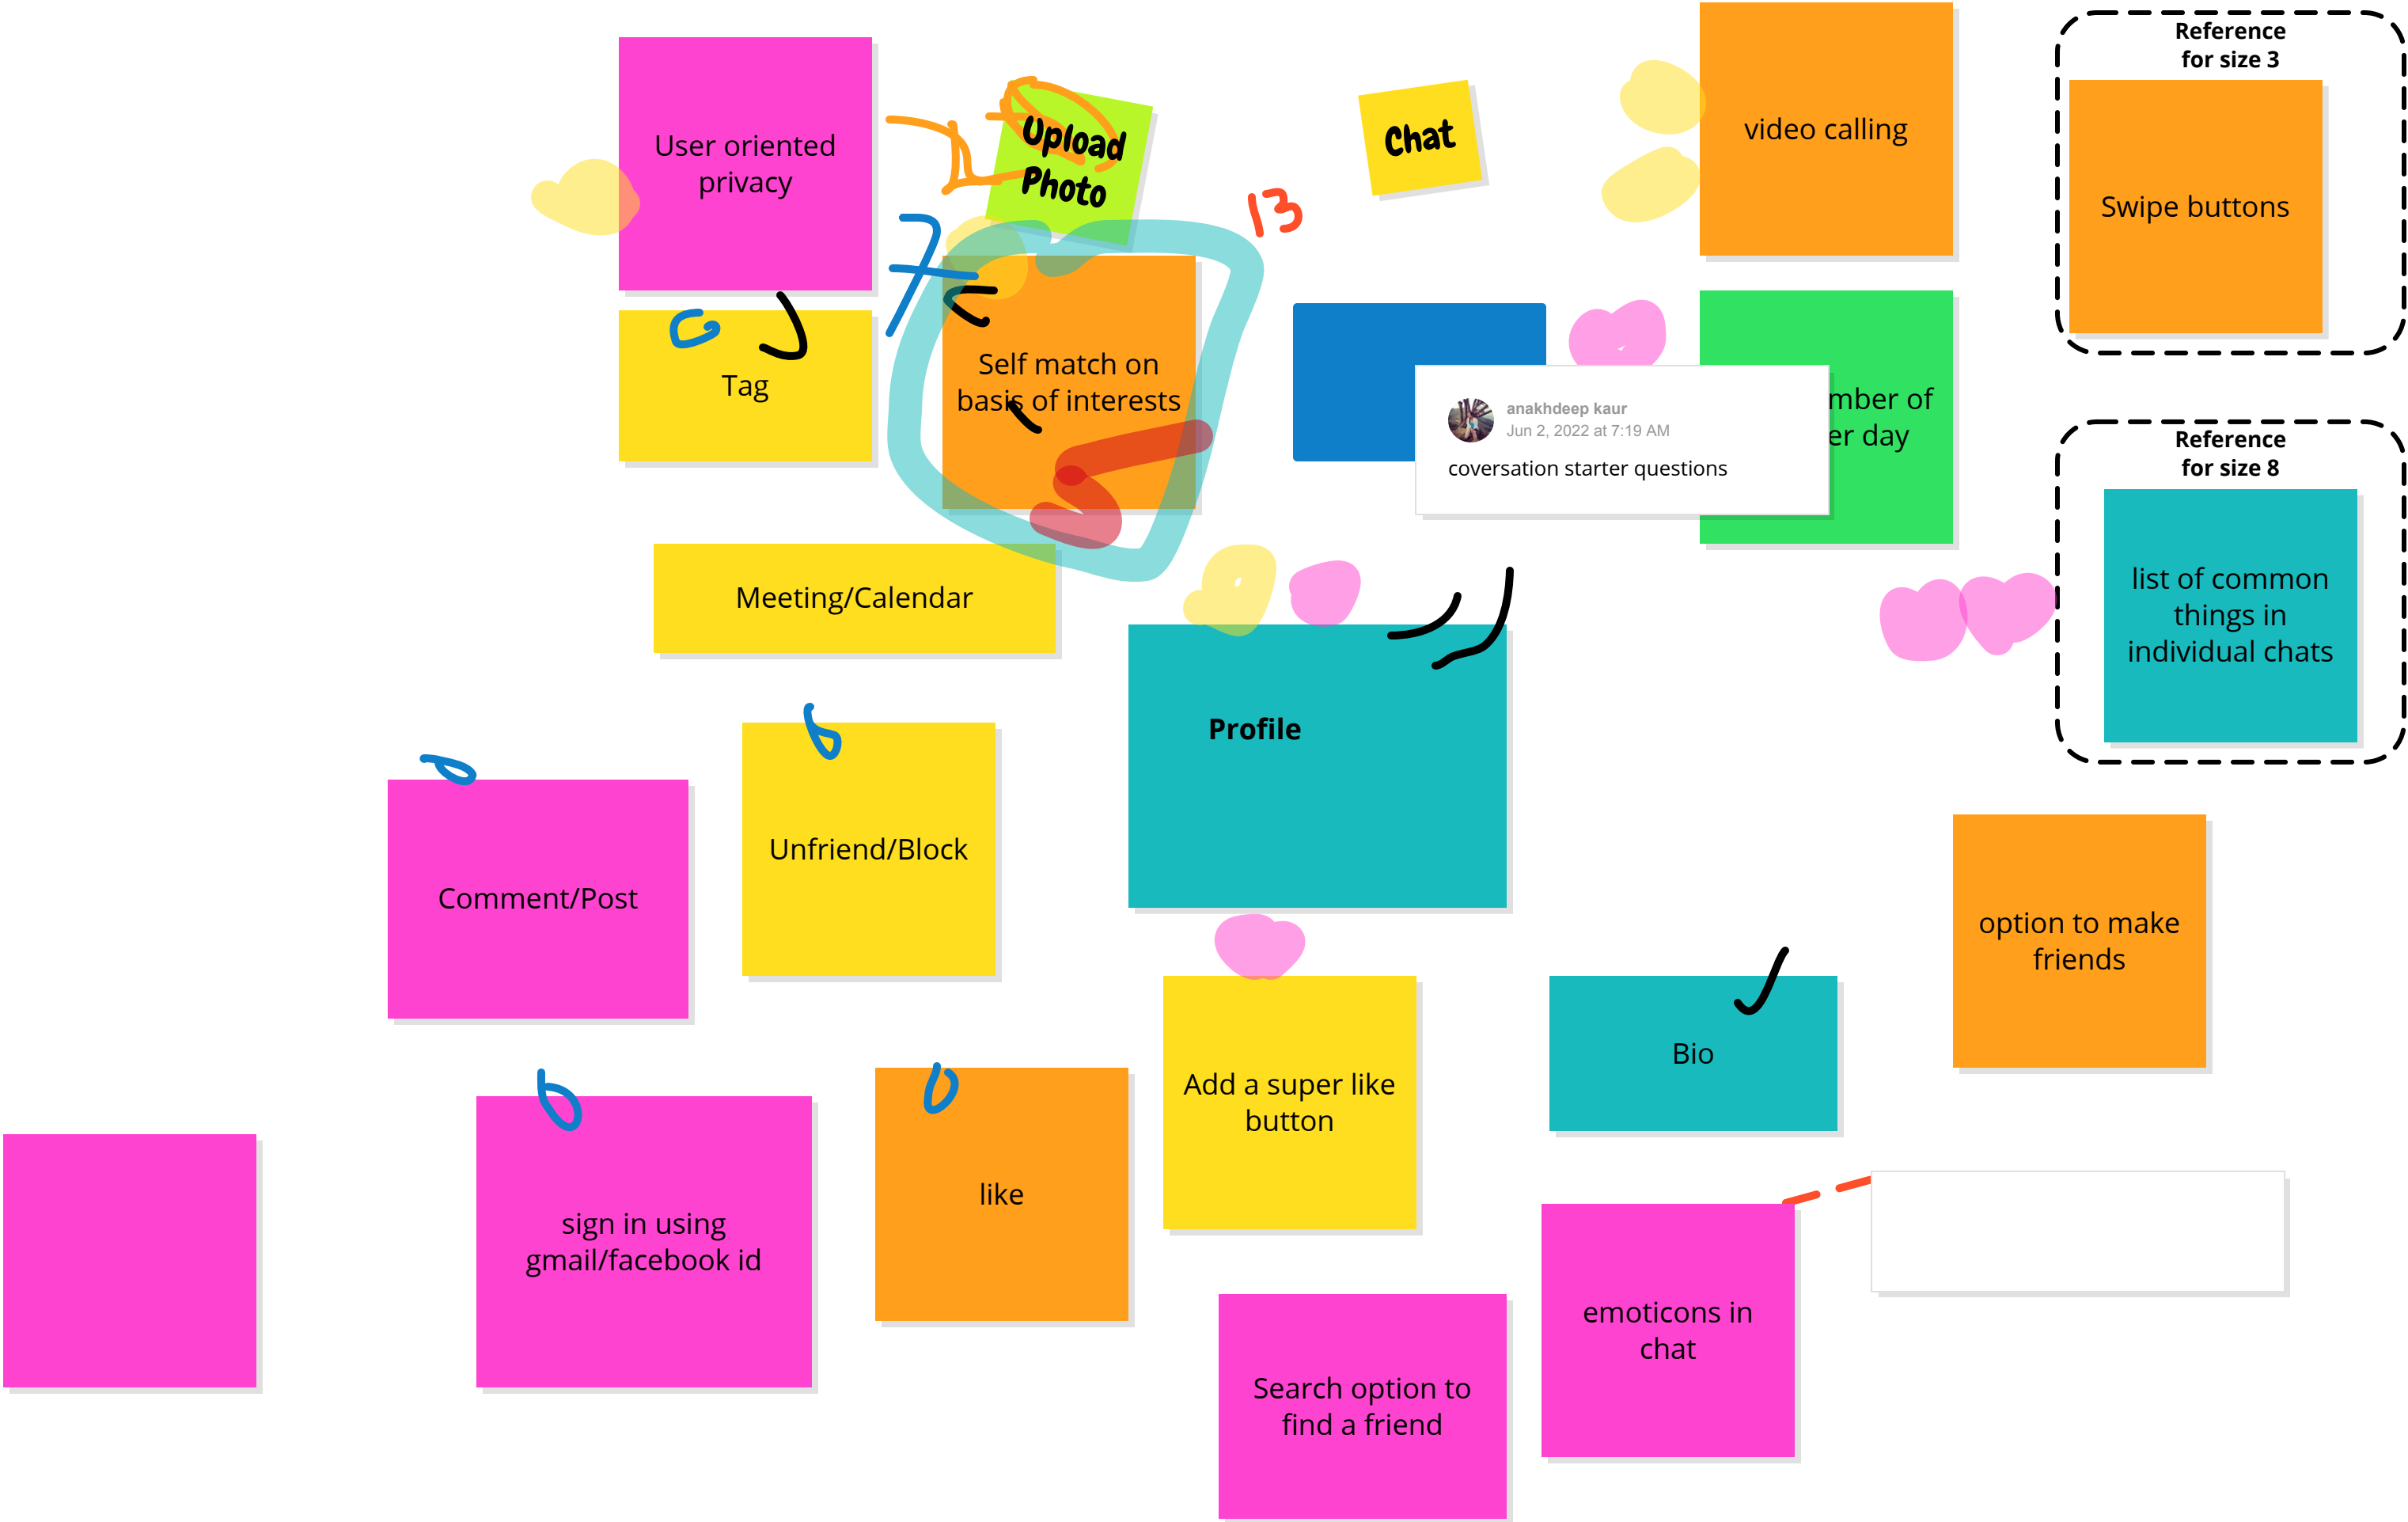 User oriented
privacy
Upload
Photo
Chat
13
video calling
Reference
for size 3
Swipe buttons
7
Tag
Self match on
basis of interests
mber of
er day
anakhdeep kaur
Jun 2, 2022 at 7:19 AM
coversation starter questions
Reference
for size 8
list of common
things in
individual chats
Meeting/Calendar
Profile
Unfriend/Block
Comment/Post
option to make
friends
Bio
Add a super like
button
like
sign in using
gmail/facebook id
emoticons in
chat
Search option to
find a friend